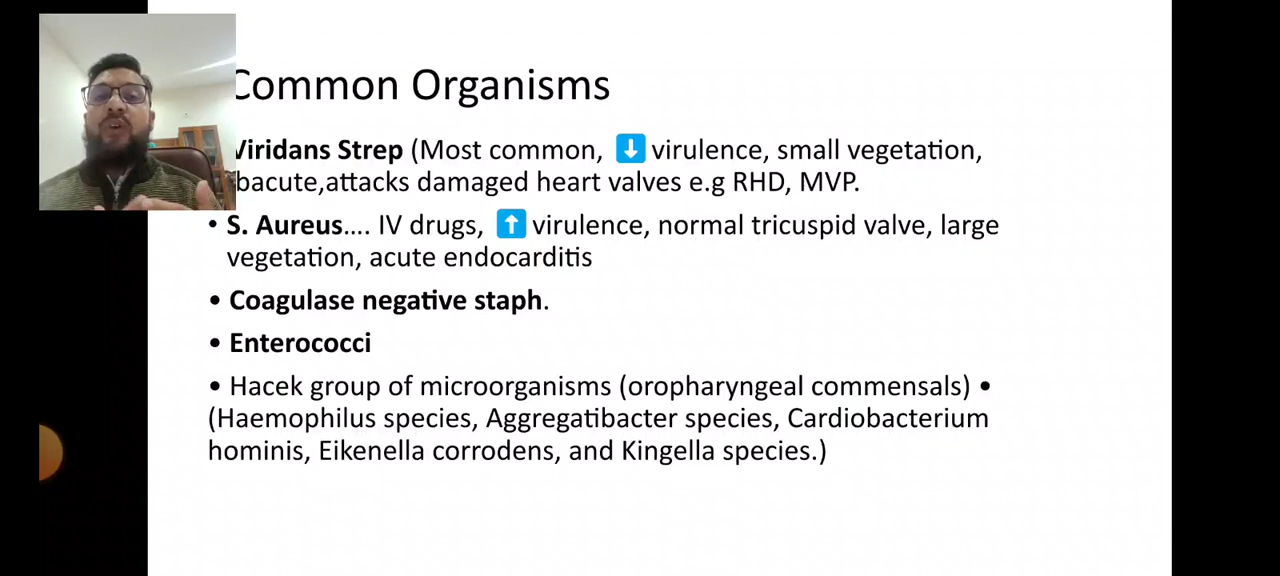 Common Organisms
Viridans Strep (Most common, ⬇️ virulence, small vegetation,
bacute,attacks damaged heart valves e.g RHD, MVP.
• S. Aureus.... IV drugs, ⬆️ virulence, normal tricuspid valve, large
vegetation, acute endocarditis
• Coagulase negative staph.
• Enterococci
• Hacek group of microorganisms (oropharyngeal commensals) •
(Haemophilus species, Aggregatibacter species, Cardiobacterium
hominis, Eikenella corrodens, and Kingella species.)